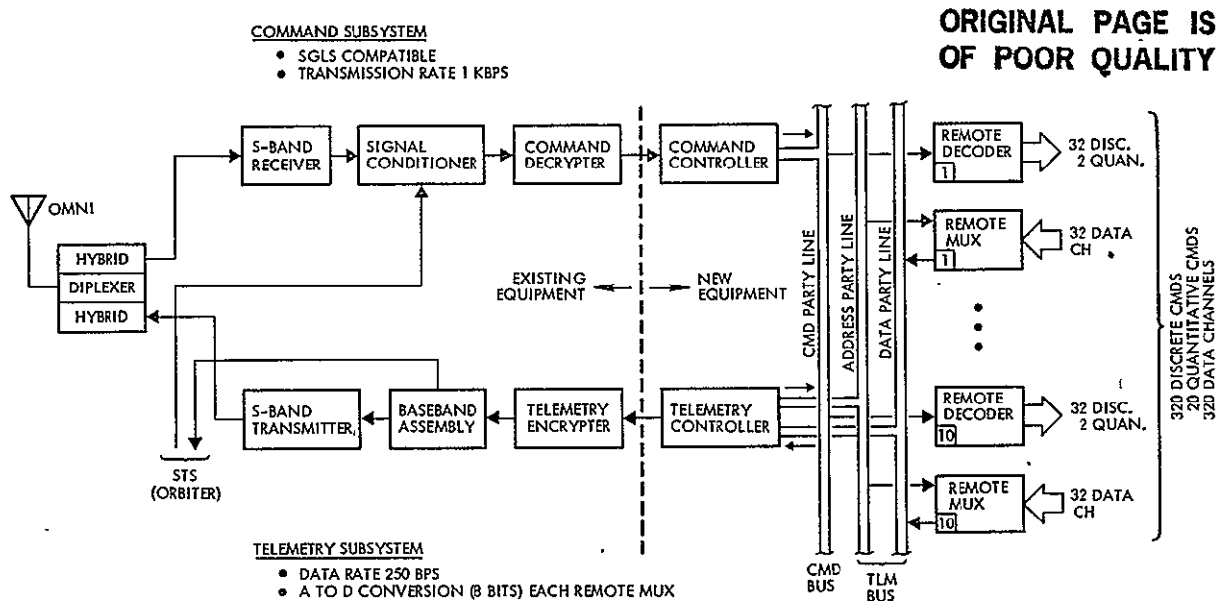 ORIGINAL PAGE IS
OF POOR QUALITY
COMMAND SUBSYSTEM
• SGLS COMPATIBLE
• TRANSMISSION RATE 1 KBPS
S-BAND
RECEIVER
SIGNAL
CONDITIONER
COMMAND
DECRYPTER
COMMAND
CONTROLLER
REMOTE
DECODER
1
32 DISC.
2 QUAN.
OMNI
HYBRID
DIPLEXER
HYBRID
REMOTE
MUX
1
32 DATA
CH
EXISTING
EQUIPMENT
NEW
EQUIPMENT
CMD PARTY LINE
ADDRESS PARTY LINE
DATA PARTY LINE
320 DISCRETE CMDS
20 QUANTITATIVE CMDS
320 DATA CHANNELS
S-BAND
TRANSMITTER
BASEBAND
ASSEMBLY
TELEMETRY
ENCRYPTER
TELEMETRY
CONTROLLER
REMOTE
DECODER
10
32 DISC.
2 QUAN.
STS
(ORBITER)
REMOTE
MUX
10
32 DATA
CH
TELEMETRY SUBSYSTEM
• DATA RATE 250 BPS
• A TO D CONVERSION (8 BITS) EACH REMOTE MUX
CMD
BUS
TLM
BUS